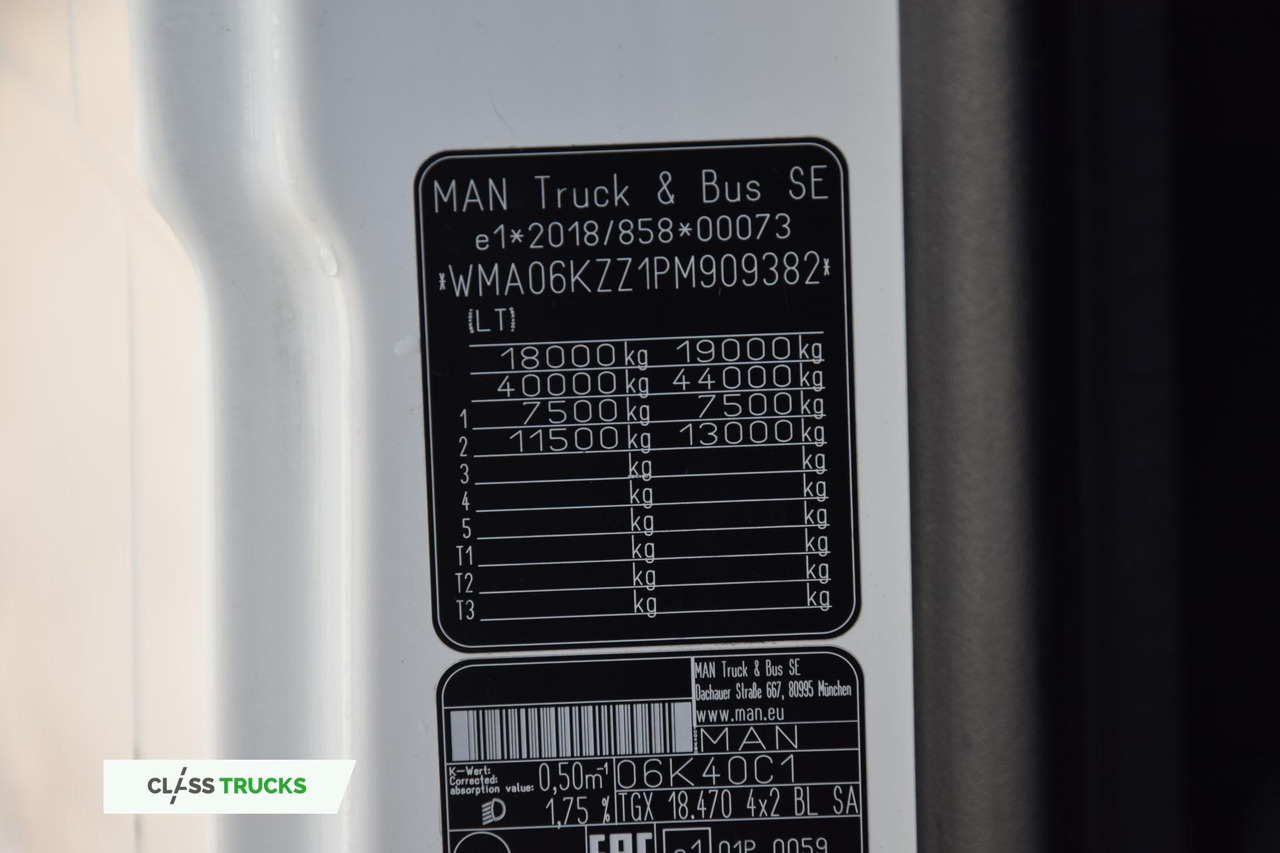 MAN Truck & Bus SE
e1*2018/858*00073
*WMA06KZZ1PM909382*
(LT)
18000 kg 19000 kg
40000 kg 44000 kg
1 7500 kg 7500 kg
2 11500 kg 13000 kg
3 kg kg
4 kg kg
5 kg kg
T1 kg kg
T2 kg kg
T3 kg kg
MAN Truck & Bus SE
Dachauer Straße 667, 80995 München
www.man.eu
MAN
K-Wert:
Corrected:
absorption value: 0,50m⁻¹ 06K40C1
1,75 % TGX 18.470 4x2 BL SA
EAC e1 01P 0059
CLASS TRUCKS